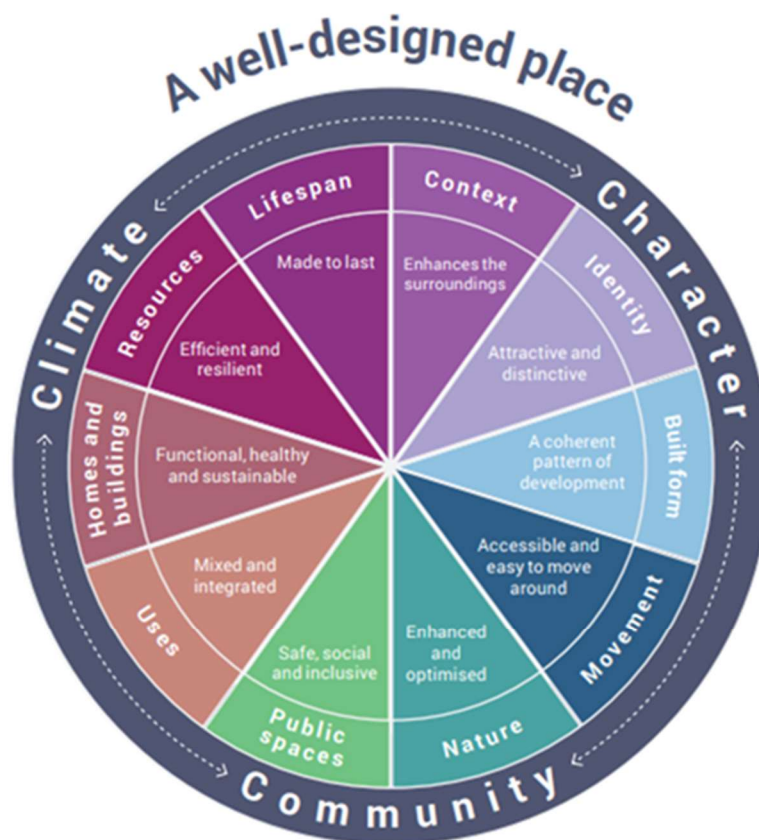 A well-designed place
Climate
Character
Community
Context
Enhances the
surroundings
Identity
Attractive and
distinctive
Built form
A coherent
pattern of
development
Movement
Accessible and
easy to move
around
Nature
Enhanced
and
optimised
Public
spaces
Safe, social
and inclusive
Uses
Mixed and
integrated
Homes and
buildings
Functional, healthy
and sustainable
Resources
Efficient and
resilient
Lifespan
Made to last